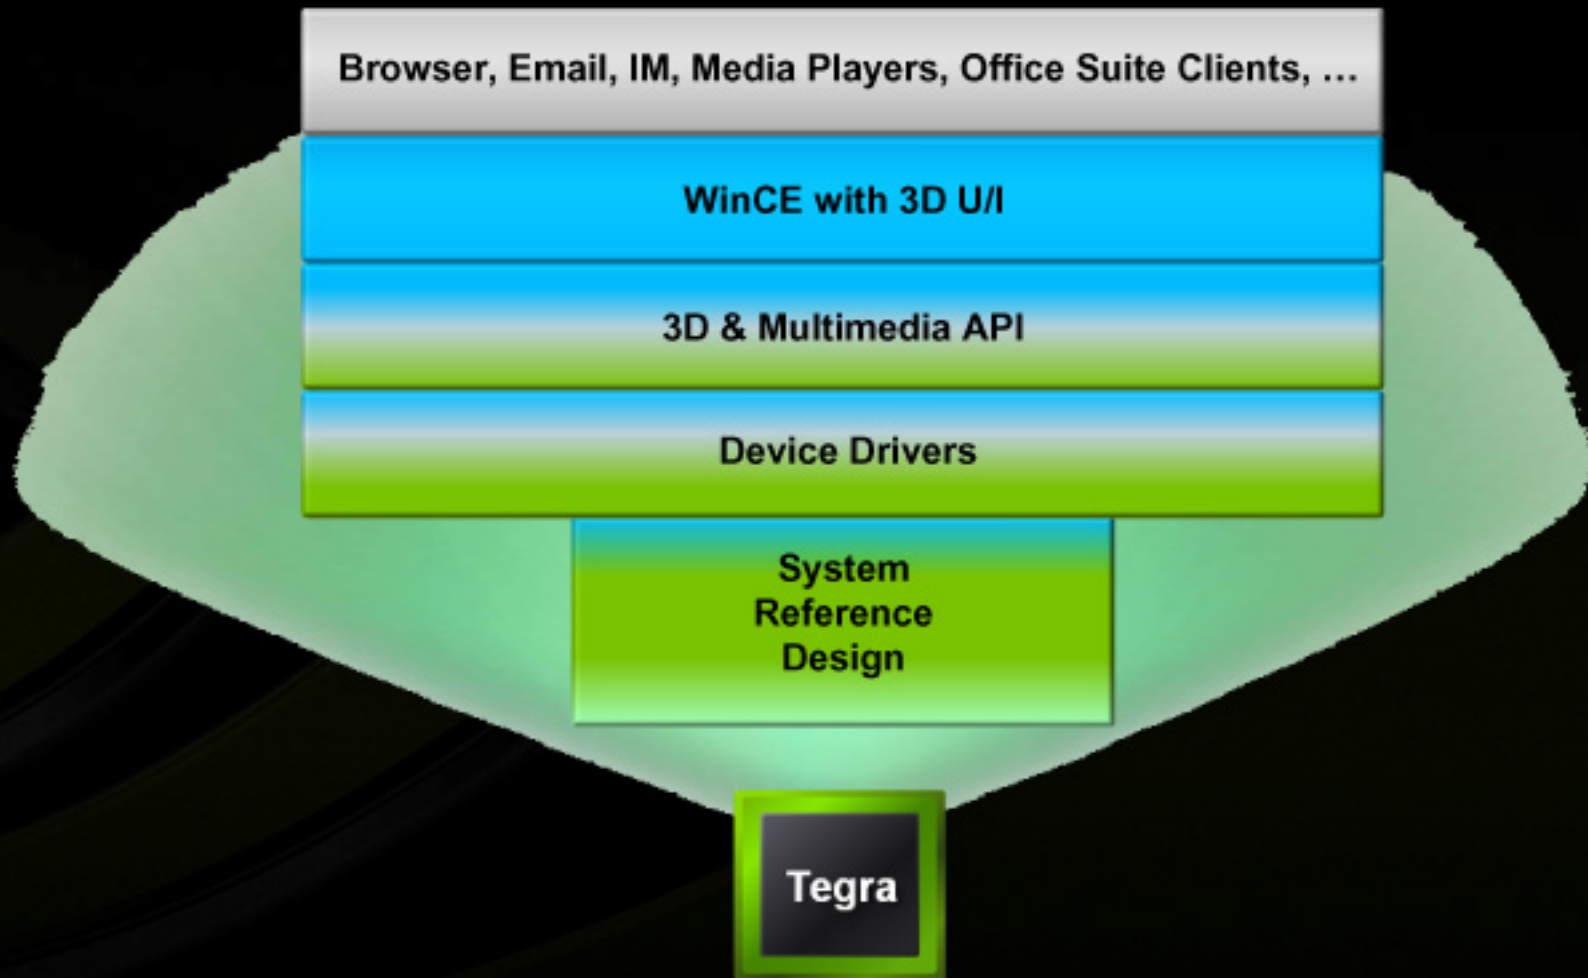 Browser, Email, IM, Media Players, Office Suite Clients, ...
WinCE with 3D U/I
3D & Multimedia API
Device Drivers
System
Reference
Design
Tegra